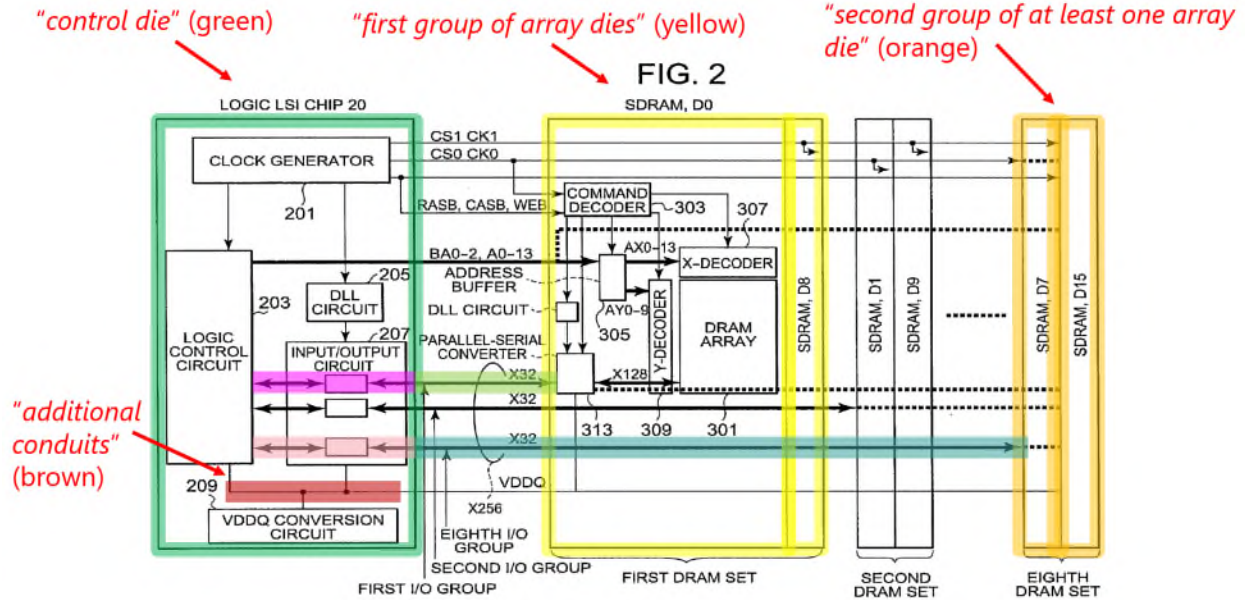 "control die" (green)
"first group of array dies" (yellow)
"second group of at least one array
die" (orange)
FIG. 2
LOGIC LSI CHIP 20
SDRAM, D0
CS1 CK1
CS0 CK0
CLOCK GENERATOR
201
COMMAND
DECODER
303
307
RASB, CASB, WEB
BA0-2, A0-13
AX0-13
X-DECODER
ADDRESS
BUFFER
205
DLL
CIRCUIT
203
AY0-9
DLL CIRCUIT
305
Y-DECODER
DRAM
ARRAY
SDRAM, D8
SDRAM, D1
SDRAM, D9
SDRAM, D7
SDRAM, D15
LOGIC
CONTROL
CIRCUIT
207
INPUT/OUTPUT
CIRCUIT
PARALLEL-SERIAL
CONVERTER
X32
X128
X32
313
309
301
X32
"additional
conduits"
(brown)
VDDQ
209
VDDQ CONVERSION
CIRCUIT
X256
EIGHTH I/O
GROUP
SECOND I/O GROUP
FIRST I/O GROUP
FIRST DRAM SET
SECOND
DRAM SET
EIGHTH
DRAM SET